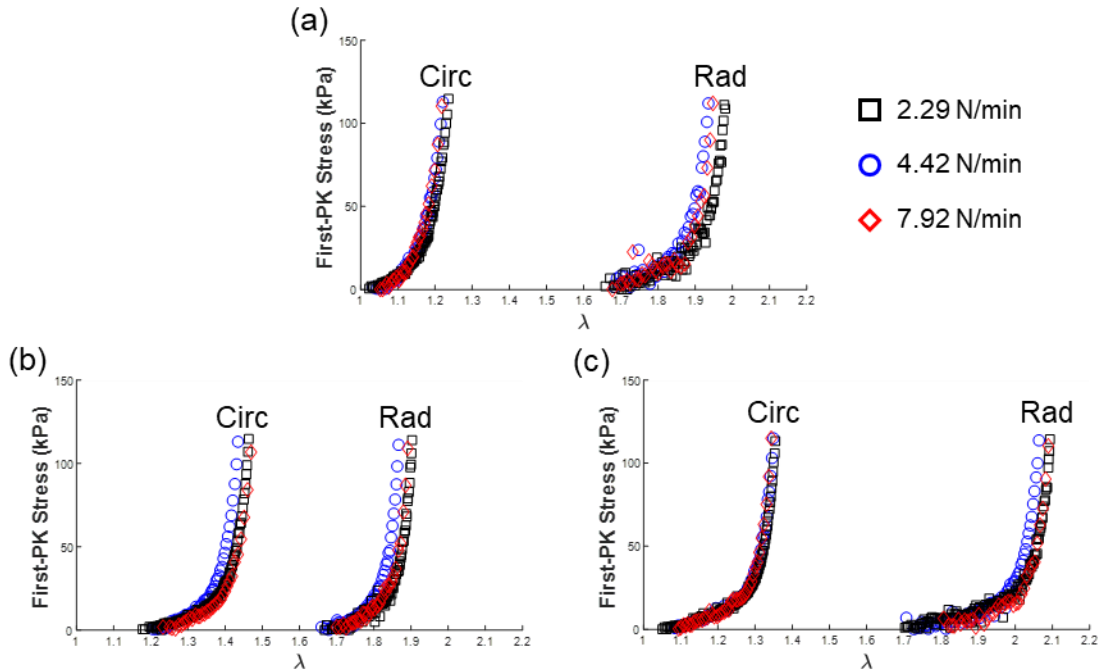 (a)
150
100
50
0
First-PK Stress (kPa)
Circ
Rad
1 1.1 1.2 1.3 1.4 1.5 1.6 1.7 1.8 1.9 2 2.1 2.2
λ
2.29 N/min
4.42 N/min
7.92 N/min
(b)
150
100
50
0
First-PK Stress (kPa)
Circ
Rad
1 1.1 1.2 1.3 1.4 1.5 1.6 1.7 1.8 1.9 2 2.1 2.2
λ
(c)
150
100
50
0
First-PK Stress (kPa)
Circ
Rad
1 1.1 1.2 1.3 1.4 1.5 1.6 1.7 1.8 1.9 2 2.1 2.2
λ